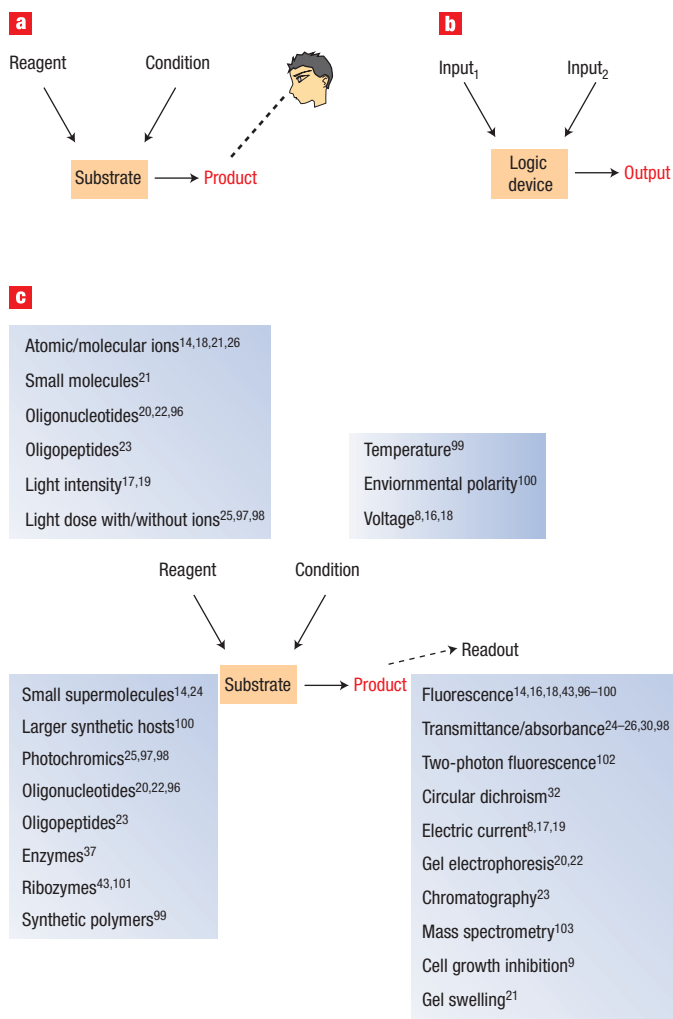 a
Reagent Condition
Substrate Product
b
Input1 Input2
Logic
device
Output
c
Atomic/molecular ions14,18,21,26
Small molecules21
Oligonucleotides20,22,96
Oligopeptides23
Light intensity17,19
Light dose with/without ions25,97,98
Temperature99
Enviornmental polarity100
Voltage8,16,18
Reagent Condition
Substrate Product
Readout
Small supermolecules14,24
Larger synthetic hosts100
Photochromics25,97,98
Oligonucleotides20,22,96
Oligopeptides23
Enzymes37
Ribozymes43,101
Synthetic polymers99
Fluorescence14,16,18,43,96–100
Transmittance/absorbance24–26,30,98
Two-photon fluorescence102
Circular dichroism32
Electric current8,17,19
Gel electrophoresis20,22
Chromatography23
Mass spectrometry103
Cell growth inhibition9
Gel swelling21